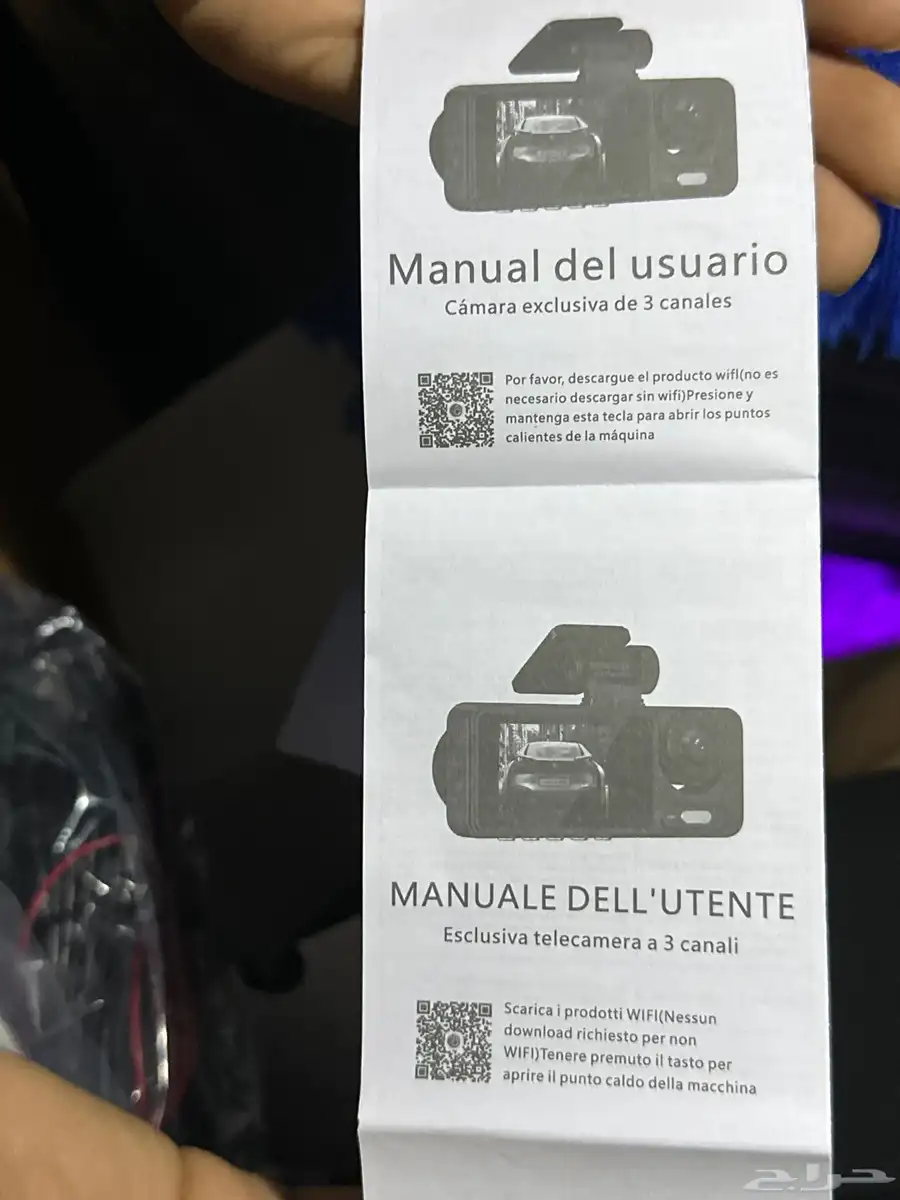 Manual del usuario
Cámara exclusiva de 3 canales
Por favor, descargue el producto wifl(no es
necesario descargar sin wifi)Presione y
mantenga esta tecla para abrir los puntos
calientes de la máquina
MANUALE DELL'UTENTE
Esclusiva telecamera a 3 canali
Scarica i prodotti WIFI(Nessun
download richiesto per non
WIFI)Tenere premuto il tasto per
aprire il punto caldo della macchina
حراج